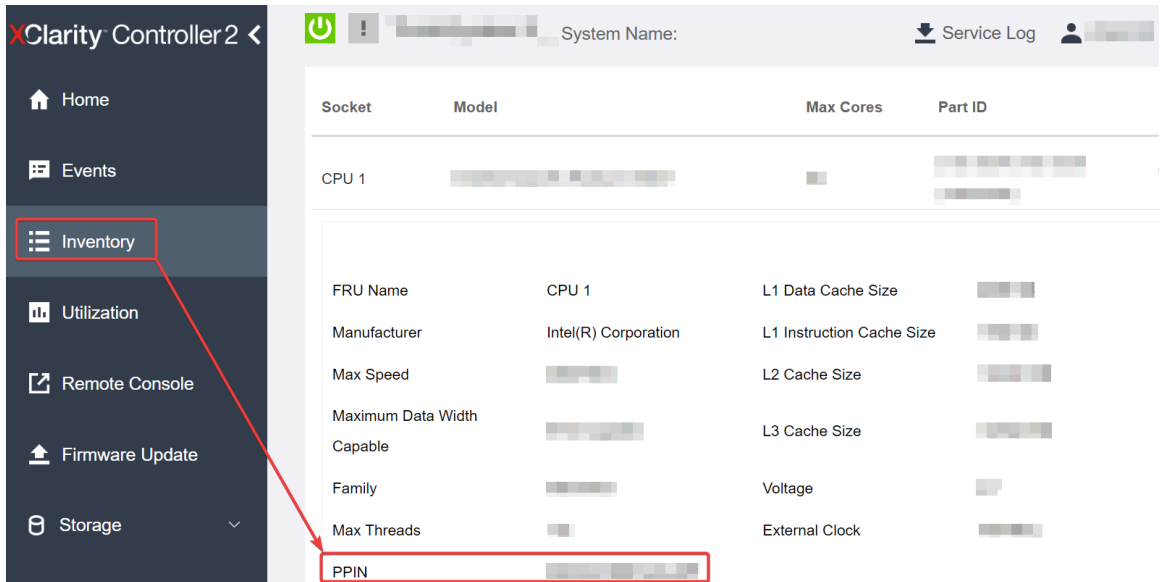 XClarity Controller 2
System Name:
Service Log
Home
Events
Inventory
Utilization
Remote Console
Firmware Update
Storage
Socket Model Max Cores Part ID
CPU 1
FRU Name CPU 1 L1 Data Cache Size
Manufacturer Intel(R) Corporation L1 Instruction Cache Size
Max Speed L2 Cache Size
Maximum Data Width
Capable
L3 Cache Size
Family Voltage
Max Threads External Clock
PPIN